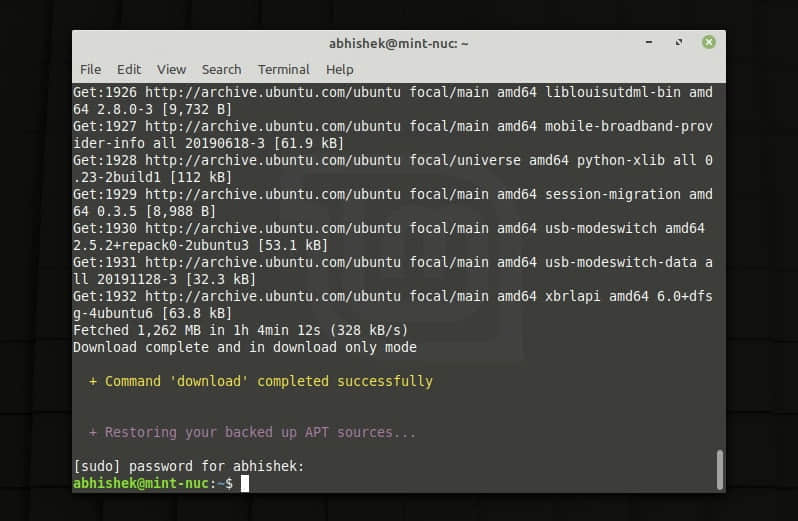 abhishek@mint-nuc: ~
File Edit View Search Terminal Help
Get:1926 http://archive.ubuntu.com/ubuntu focal/main amd64 liblouisutdml-bin amd
64 2.8.0-3 [9,732 B]
Get:1927 http://archive.ubuntu.com/ubuntu focal/main amd64 mobile-broadband-prov
ider-info all 20190618-3 [61.9 kB]
Get:1928 http://archive.ubuntu.com/ubuntu focal/universe amd64 python-xlib all 0
.23-2build1 [112 kB]
Get:1929 http://archive.ubuntu.com/ubuntu focal/main amd64 session-migration amd
64 0.3.5 [8,988 B]
Get:1930 http://archive.ubuntu.com/ubuntu focal/main amd64 usb-modeswitch amd64
2.5.2+repack0-2ubuntu3 [53.1 kB]
Get:1931 http://archive.ubuntu.com/ubuntu focal/main amd64 usb-modeswitch-data a
ll 20191128-3 [32.3 kB]
Get:1932 http://archive.ubuntu.com/ubuntu focal/main amd64 xbrlapi amd64 6.0+dfs
g-4ubuntu6 [63.8 kB]
Fetched 1,262 MB in 1h 4min 12s (328 kB/s)
Download complete and in download only mode
+ Command 'download' completed successfully
+ Restoring your backed up APT sources...
[sudo] password for abhishek:
abhishek@mint-nuc:~$